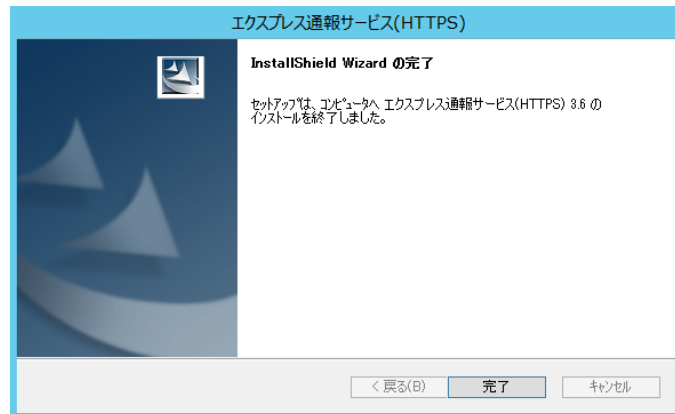 エクスプレス通報サービス(HTTPS)
InstallShield Wizard の完了
セットアップは、コンピュータへ エクスプレス通報サービス(HTTPS) 3.6 の
インストールを終了しました。
< 戻る(B)
完了
キャンセル